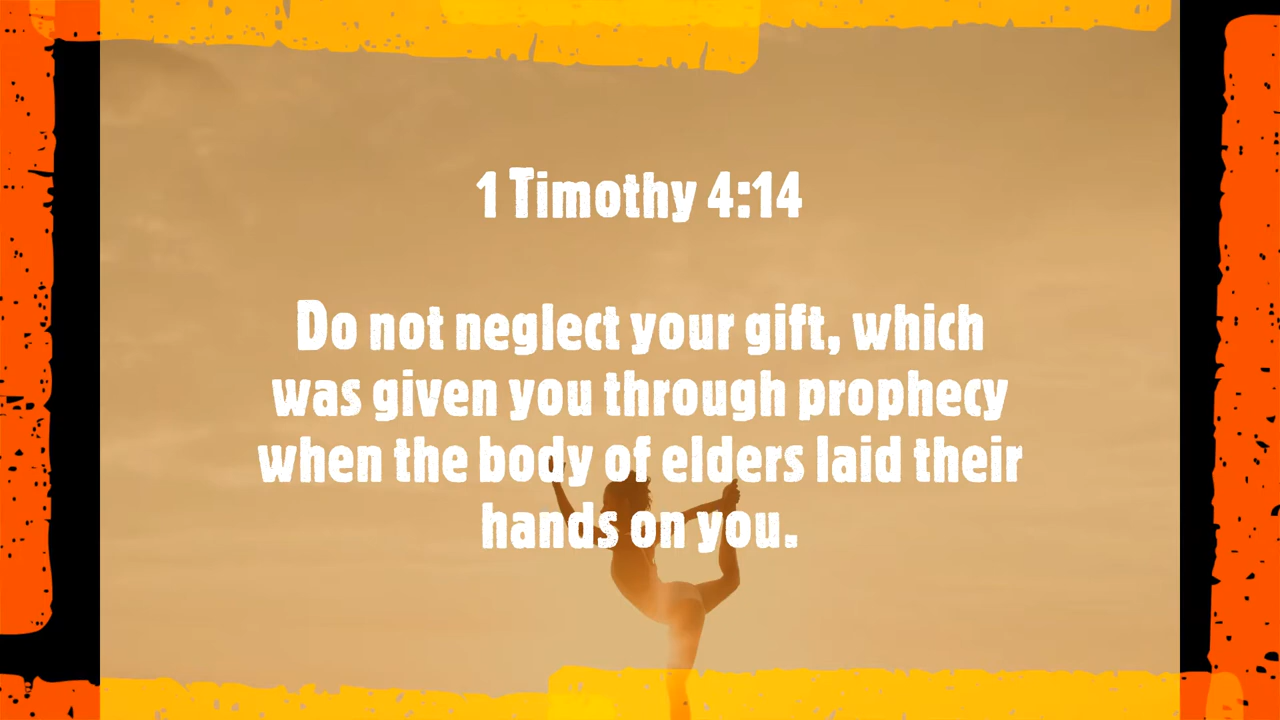 1 Timothy 4:14
Do not neglect your gift, which
was given you through prophecy
when the body of elders laid their
hands on you.